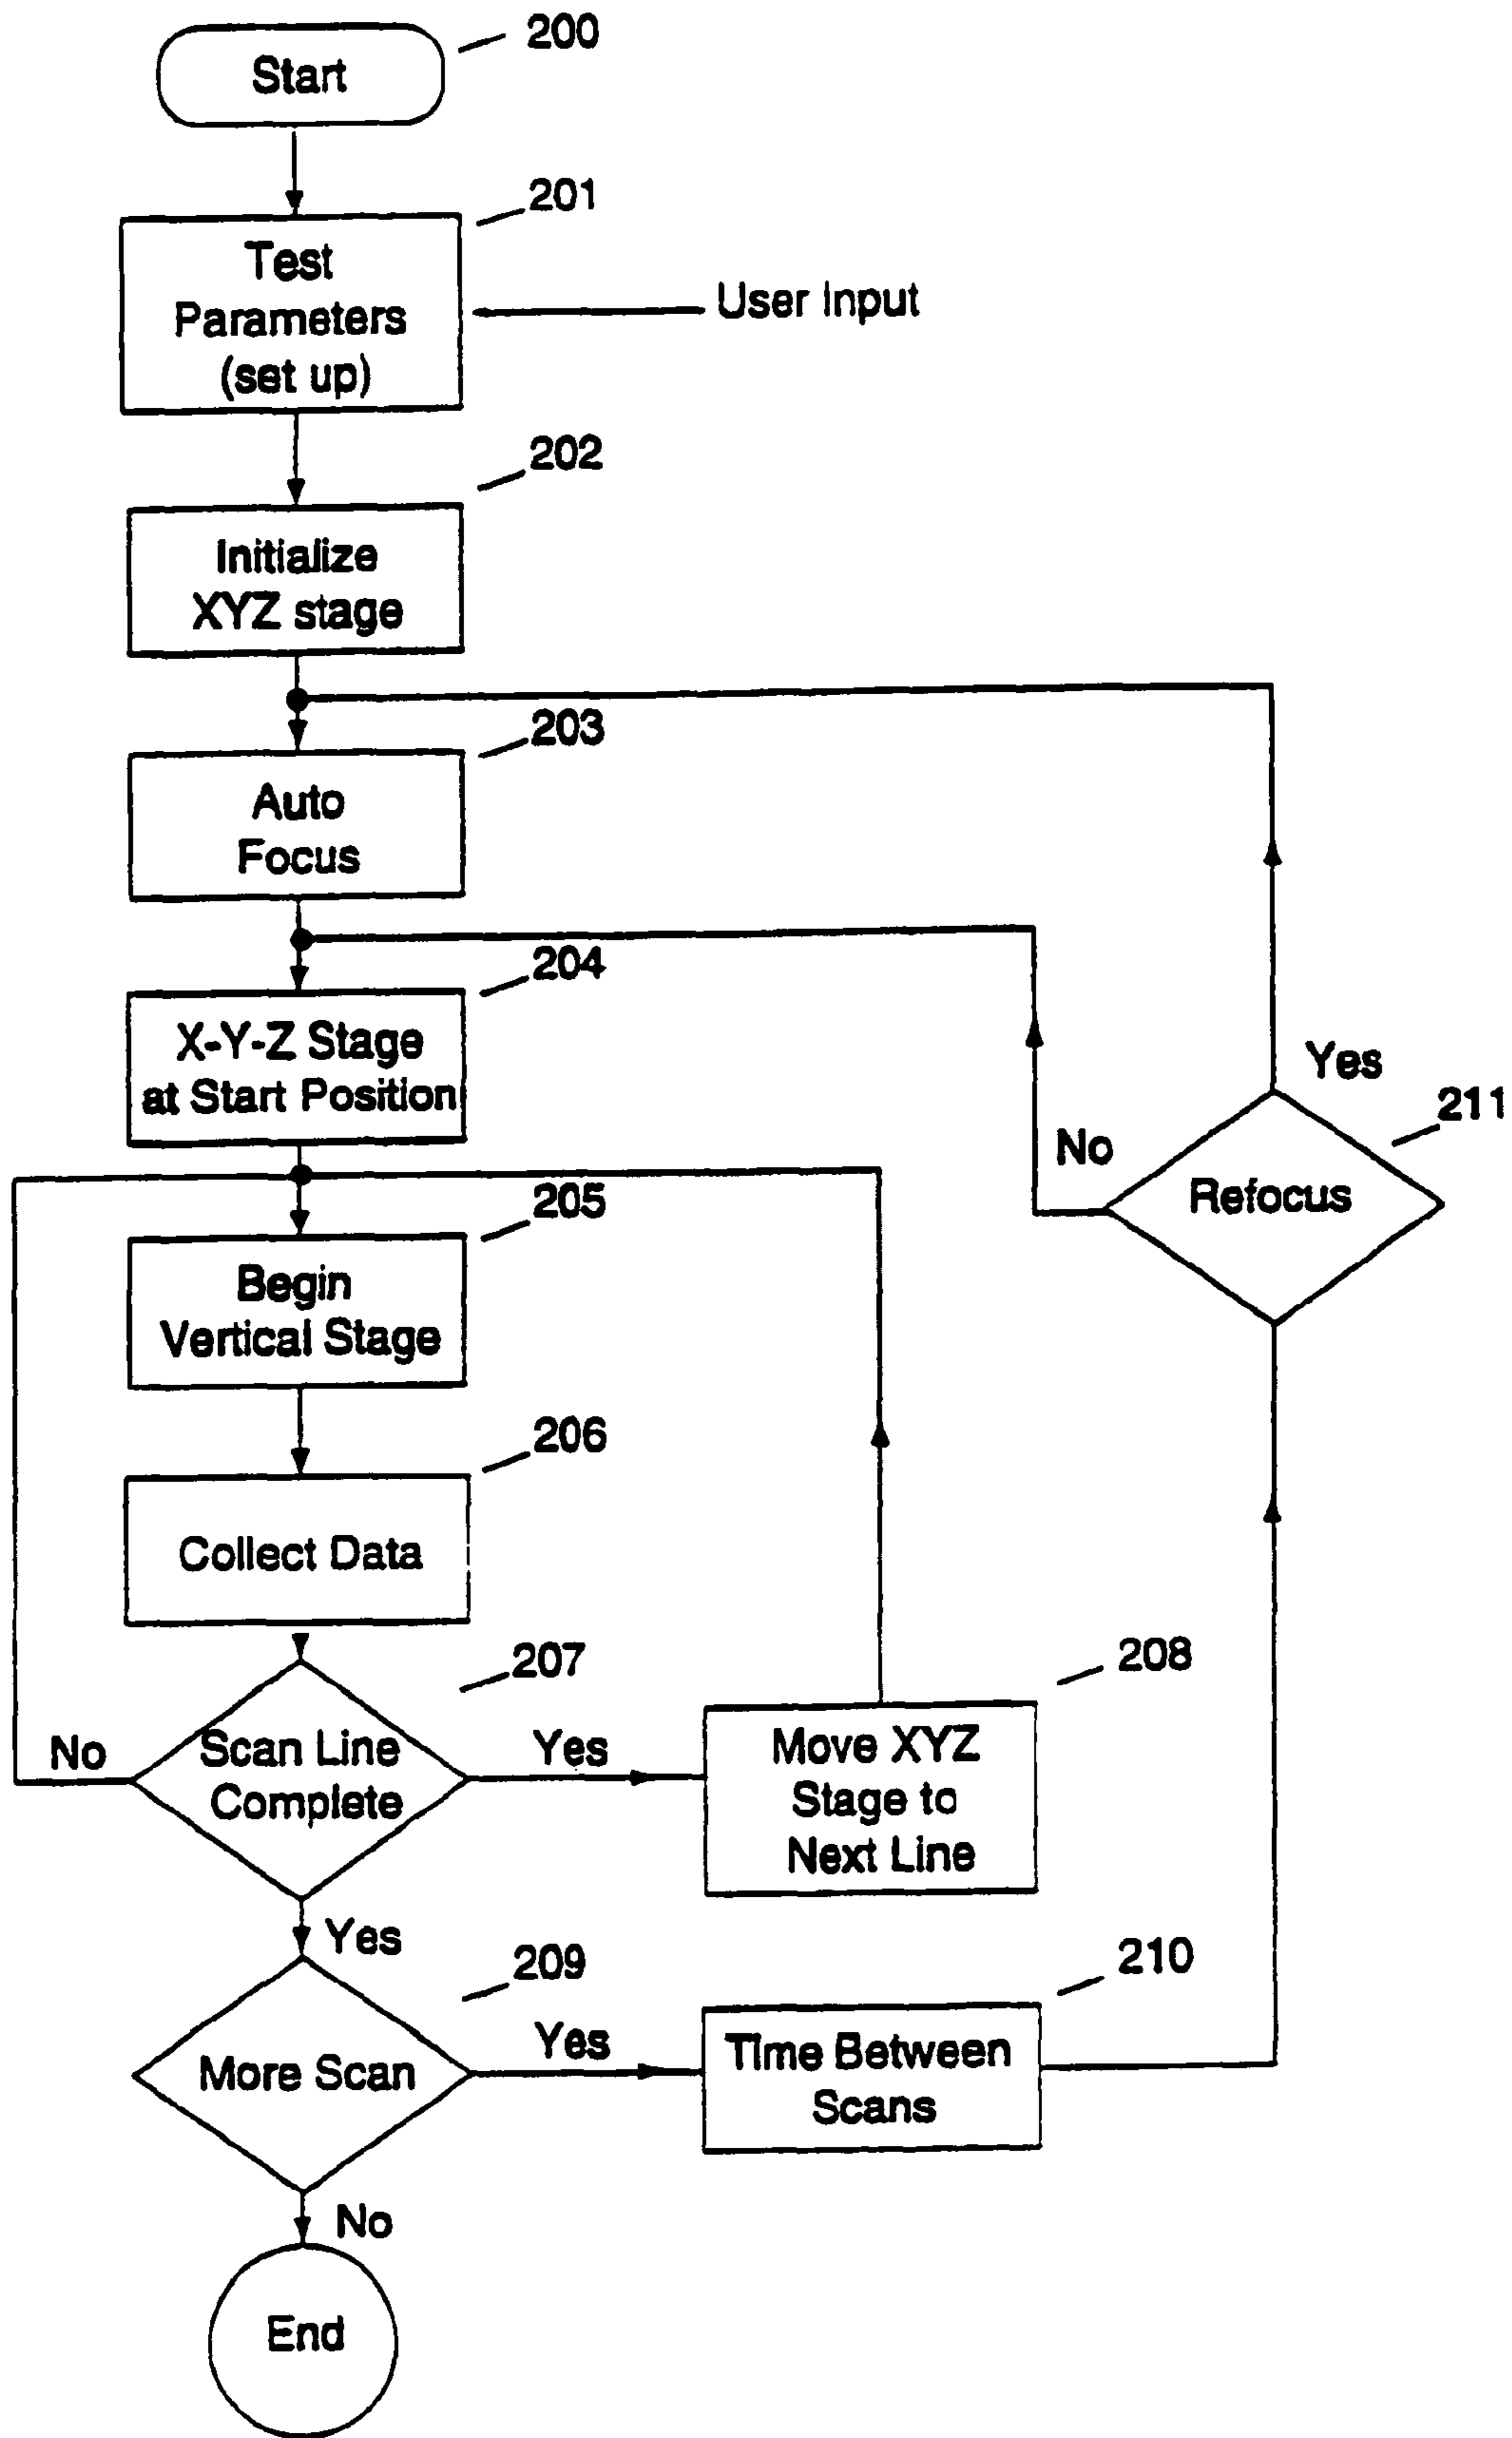 200
Start
201
Test
Parameters
(set up)
User Input
202
Initialize
XYZ stage
203
Auto
Focus
204
X-Y-Z Stage
at Start Position
Yes
211
No
Refocus
205
Begin
Vertical Stage
206
Collect Data
207
208
No
Scan Line
Complete
Yes
Move XYZ
Stage to
Next Line
Yes
209
210
More Scan
Yes
Time Between
Scans
No
End